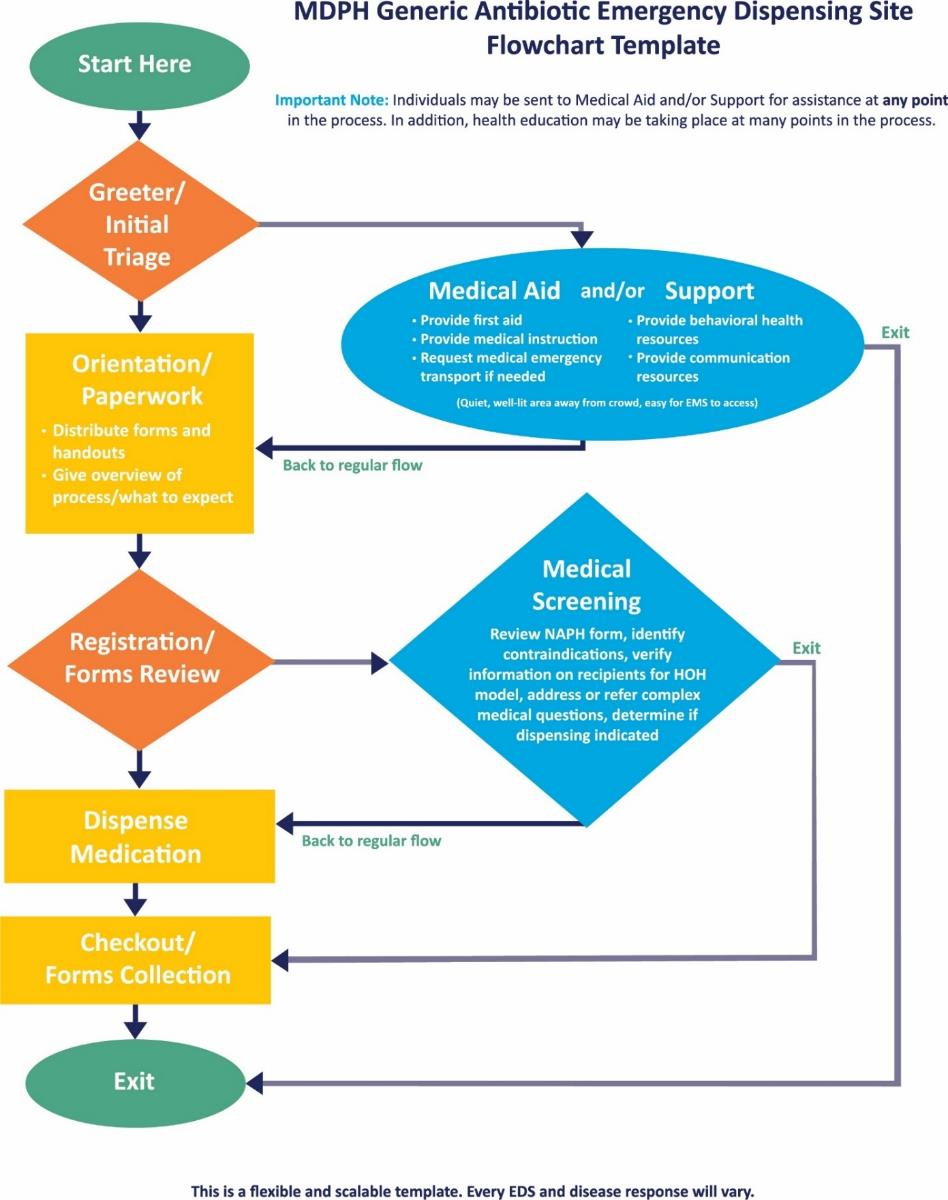 MDPH Generic Antibiotic Emergency Dispensing Site
Flowchart Template
Important Note: Individuals may be sent to Medical Aid and/or Support for assistance at any point
in the process. In addition, health education may be taking place at many points in the process.
Start Here
Greeter/
Initial
Triage
Medical Aid and/or Support
• Provide first aid
• Provide medical instruction
• Request medical emergency
transport if needed
• Provide behavioral health
resources
• Provide communication
resources
(Quiet, well-lit area away from crowd, easy for EMS to access)
Exit
Back to regular flow
Orientation/
Paperwork
• Distribute forms and
handouts
• Give overview of
process/what to expect
Registration/
Forms Review
Medical
Screening
Review NAPH form, identify
contraindications, verify
information on recipients for HOH
model, address or refer complex
medical questions, determine if
dispensing indicated
Exit
Back to regular flow
Dispense
Medication
Checkout/
Forms Collection
Exit
This is a flexible and scalable template. Every EDS and disease response will vary.